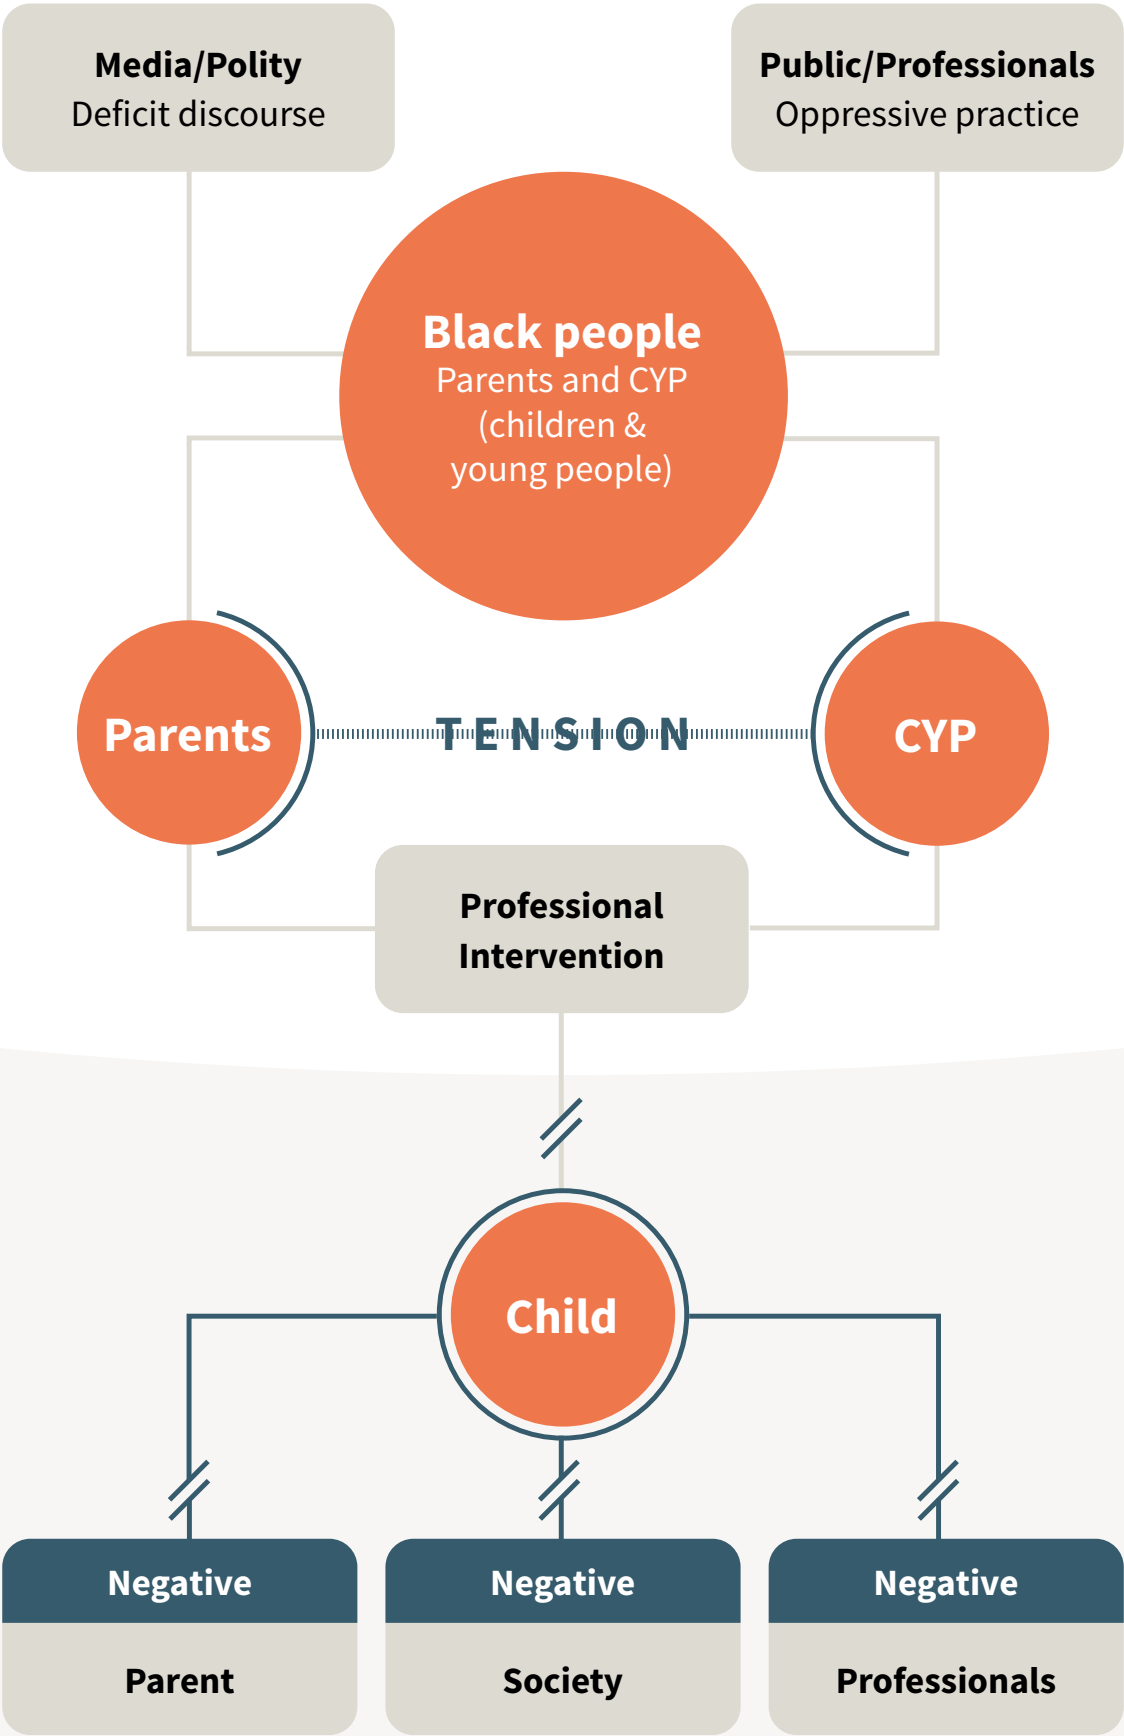 Media/Polity
Deficit discourse
Public/Professionals
Oppressive practice
Black people
Parents and CYP
(children &
young people)
Parents
TENSION
CYP
Professional
Intervention
Child
Negative
Parent
Negative
Society
Negative
Professionals